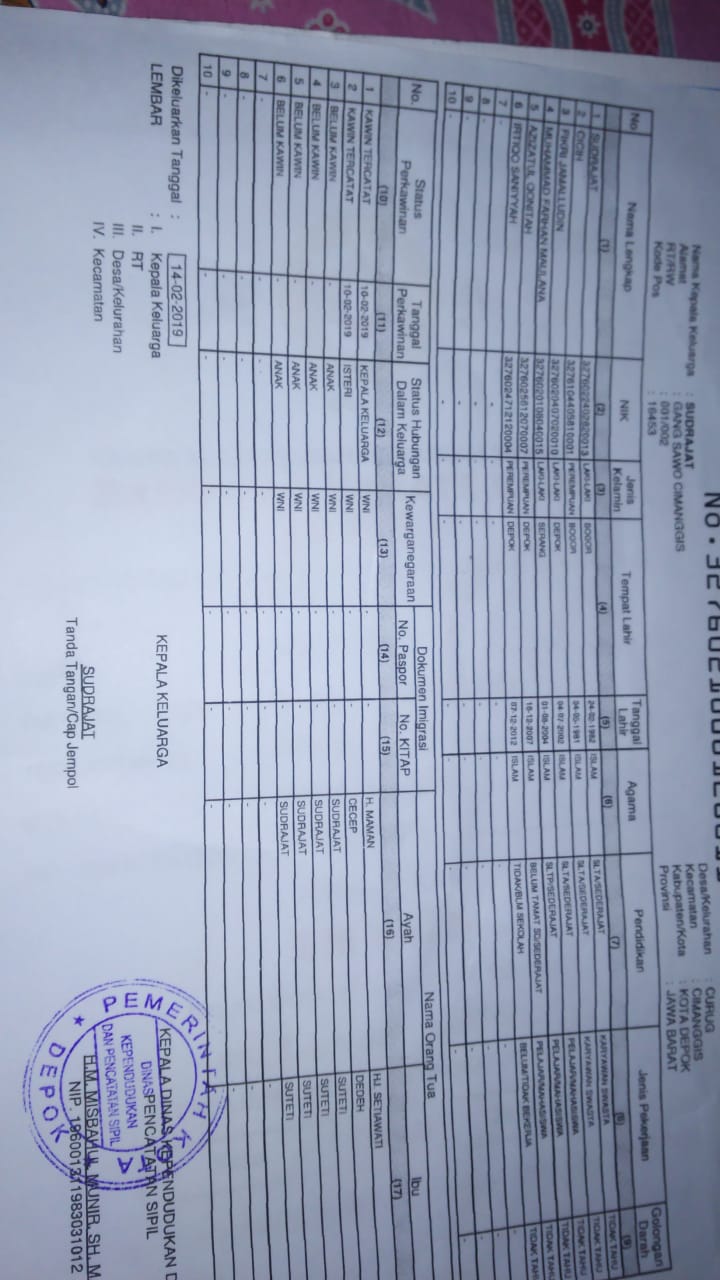 Nama Kepala Keluarga : SUDRAJAT
Alamat : GANG SAWO CIMANGGIS
RT/RW : 001/002
Kode Pos : 16453
Desa/Kelurahan : CURUG
Kecamatan : CIMANGGIS
Kabupaten/Kota : KOTA DEPOK
Provinsi : JAWA BARAT
No Nama Lengkap NIK Jenis Kelamin Tempat Lahir Tanggal Lahir Agama Pendidikan Jenis Pekerjaan Golongan Darah
(1) (2) (3) (4) (5) (6) (7) (8) (9)
1 SUDRAJAT 3276022402820013 LAKI-LAKI BOGOR 24-02-1982 ISLAM SLTA/SEDERAJAT KARYAWAN SWASTA TIDAK TAHU
2 CICIH 3276104405810001 PEREMPUAN BOGOR 04-05-1981 ISLAM SLTA/SEDERAJAT KARYAWAN SWASTA TIDAK TAHU
3 FIKRI JAMALLUDIN 3276020407020010 LAKI-LAKI DEPOK 04-07-2002 ISLAM SLTA/SEDERAJAT PELAJAR/MAHASISWA TIDAK TAHU
4 MUHAMMAD FARHAN MAULANA 3276020108040015 LAKI-LAKI SERANG 01-08-2004 ISLAM SLTP/SEDERAJAT PELAJAR/MAHASISWA TIDAK TAHU
5 QONITAH PEREMPUAN DEPOK 16-12-2007 ISLAM BELUM TAMAT SD/SEDERAJAT PELAJAR/MAHASISWA TIDAK TAHU
6 SANIYYAH 3276024712120004 PEREMPUAN DEPOK 07-12-2012 ISLAM TIDAK/BLM SEKOLAH BELUM/TIDAK BEKERJA TIDAK TAH
7 - - - - - - - -
8 - - - - - - - -
9 - - - - - - - -
10 - - - - - - - -
No. Status Perkawinan Tanggal Perkawinan Status Hubungan Dalam Keluarga Kewarganegaraan Dokumen Imigrasi Nama Orang Tua
No. Paspor No. KITAP Ayah Ibu
(10) (11) (12) (13) (14) (15) (16) (17)
1 KAWIN TERCATAT 10-02-2019 KEPALA KELUARGA WNI - - H. MAMAN HJ. SETIAWATI
2 KAWIN TERCATAT 10-02-2019 ISTERI WNI - - CECEP DEDEH
3 BELUM KAWIN - ANAK WNI - - SUDRAJAT SUTETI
4 BELUM KAWIN - ANAK WNI - - SUDRAJAT SUTETI
5 BELUM KAWIN - ANAK WNI - - SUDRAJAT SUTETI
6 BELUM KAWIN - ANAK WNI - - SUDRAJAT SUTETI
7 - - - - - - - -
8 - - - - - - - -
9 - - - - - - - -
10 - - - - - - - -
Dikeluarkan Tanggal : 14-02-2019
LEMBAR : I. Kepala Keluarga
II. RT
III. Desa/Kelurahan
IV. Kecamatan
KEPALA KELUARGA
SUDRAJAT
Tanda Tangan/Cap Jempol
KEPALA DINAS KEPENDUDUKAN D
PENCATATAN SIPIL
PEMERINTAH KOTA
DINAS
KEPENDUDUKAN
DAN PENCATATAN SIPIL
★ DEPOK ★
H.M. MISBAHUL MUNIR, SH. M
NIP. 196001311983031012